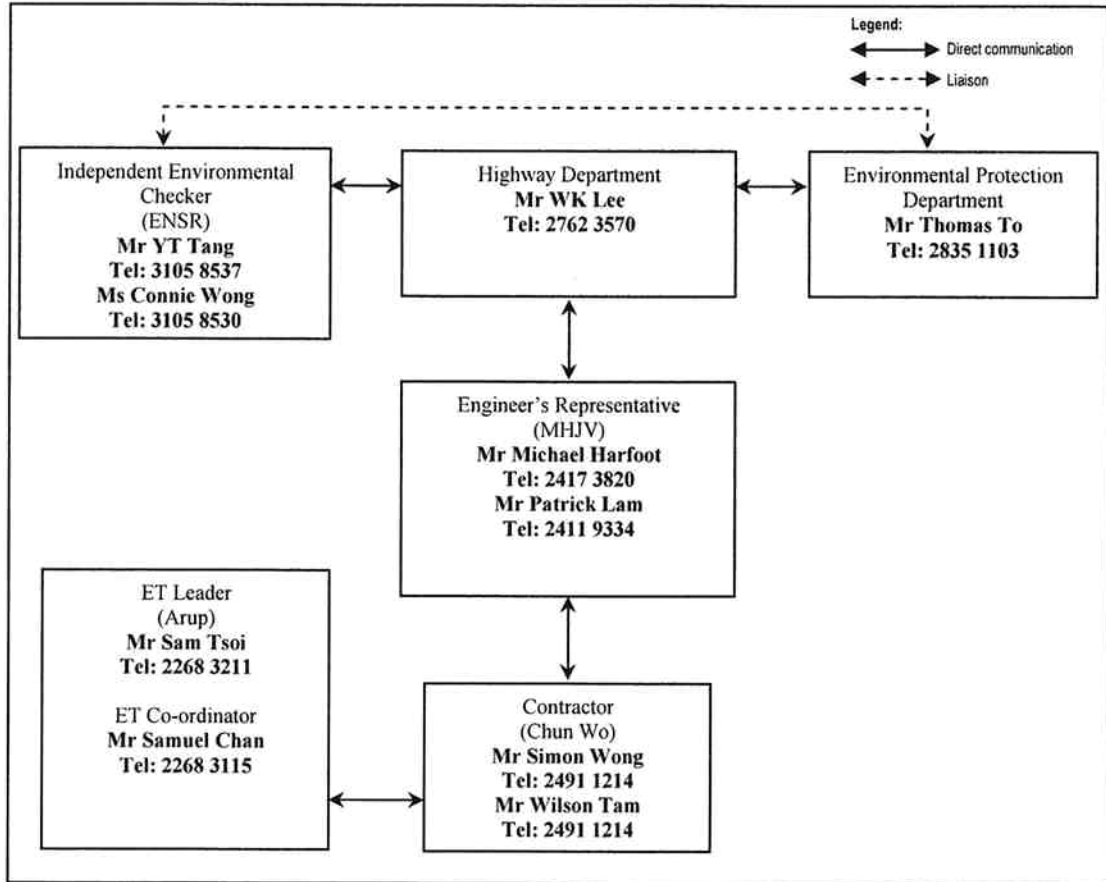 Legend:
Direct communication
Liaison
Independent Environmental
Checker
(ENSR)
Mr YT Tang
Tel: 3105 8537
Ms Connie Wong
Tel: 3105 8530
Highway Department
Mr WK Lee
Tel: 2762 3570
Environmental Protection
Department
Mr Thomas To
Tel: 2835 1103
Engineer's Representative
(MHJV)
Mr Michael Harfoot
Tel: 2417 3820
Mr Patrick Lam
Tel: 2411 9334
ET Leader
(Arup)
Mr Sam Tsoi
Tel: 2268 3211
ET Co-ordinator
Mr Samuel Chan
Tel: 2268 3115
Contractor
(Chun Wo)
Mr Simon Wong
Tel: 2491 1214
Mr Wilson Tam
Tel: 2491 1214